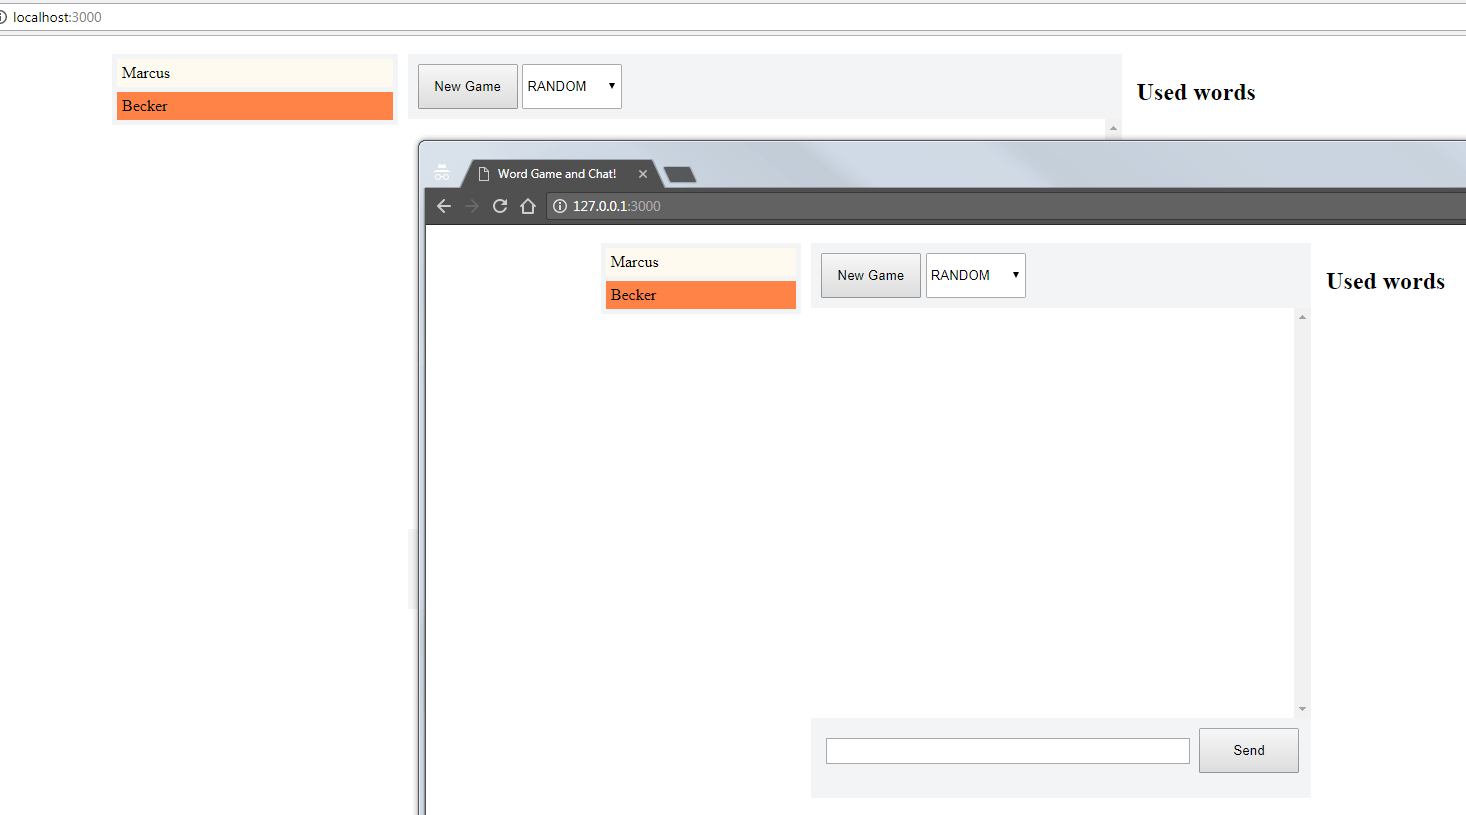 localhost:3000
Marcus
Becker
New Game
RANDOM
Used words
Word Game and Chat!
127.0.0.1:3000
Marcus
Becker
New Game
RANDOM
Used words
Send